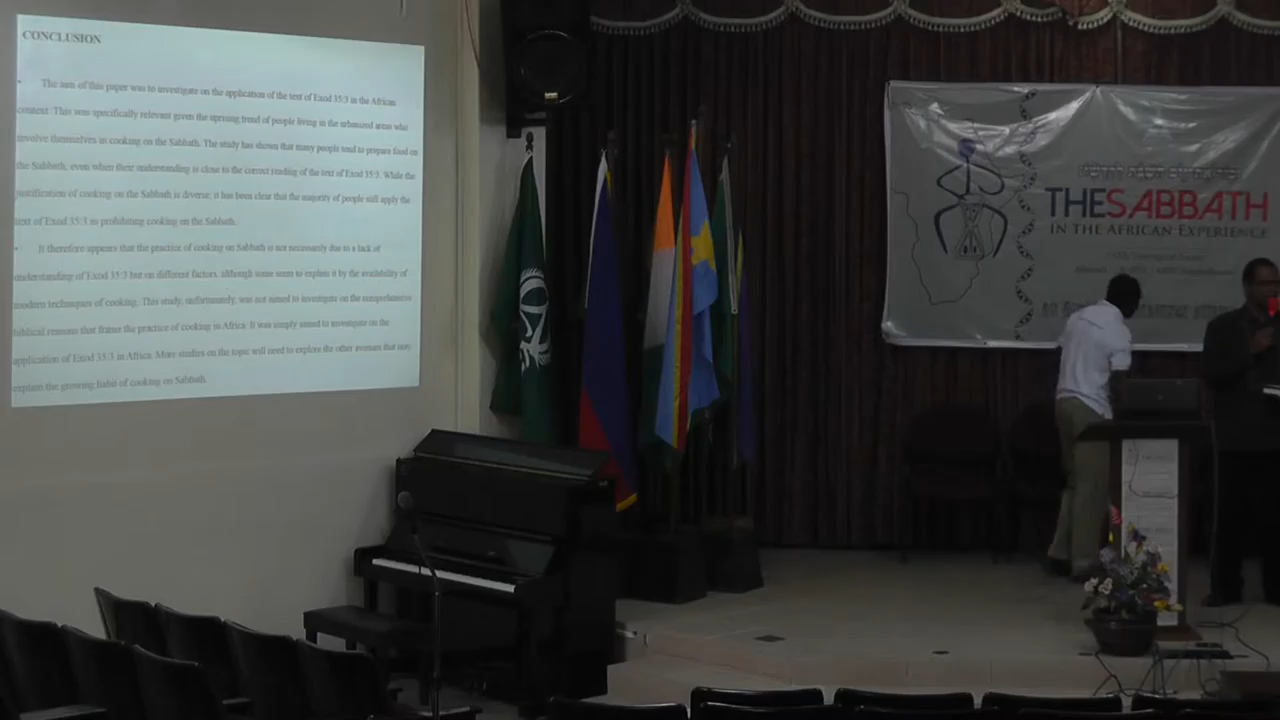 CONCLUSION
• The aim of this paper was to investigate on the application of the text of Exod 35:3 in the African
context. This was specifically relevant given the uprising trend of people living in the urbanized areas who
involve themselves in cooking on the Sabbath. The study has shown that many people tend to prepare food on
the Sabbath, even when their understanding is close to the correct reading of the text of Exod 35:3. While the
justification of cooking on the Sabbath is diverse, it has been clear that the majority of people still apply the
text of Exod 35:3 as prohibiting cooking on the Sabbath.
• It therefore appears that the practice of cooking on Sabbath is not necessarily due to a lack of
understanding of Exod 35:3 but on different factors, although some seem to explain it by the availability of
modern techniques of cooking. This study, unfortunately, was not aimed to investigate on the comprehensive
biblical reasons that frame the practice of cooking in Africa. It was simply aimed to investigate on the
application of Exod 35:3 in Africa. More studies on the topic will need to explore the other avenues that may
explain the growing habit of cooking on Sabbath.
THESABBATH
IN THE AFRICAN EXPERIENCE